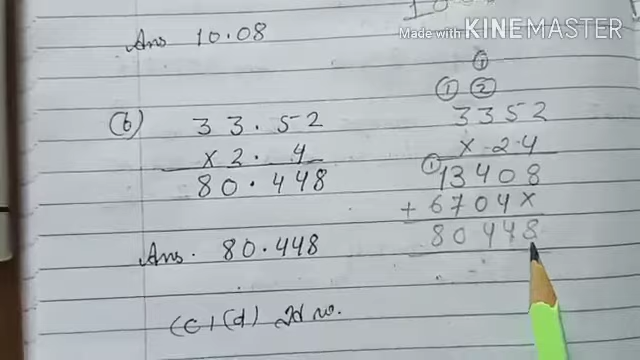 Made with KINEMASTER
Ans 10.08
(b) 33.52
× 2. 4
80.448
Ans. 80.448
(c) (d) 2d no.
①
① ②
3352
× 2 4
① 13408
+ 6704×
80448